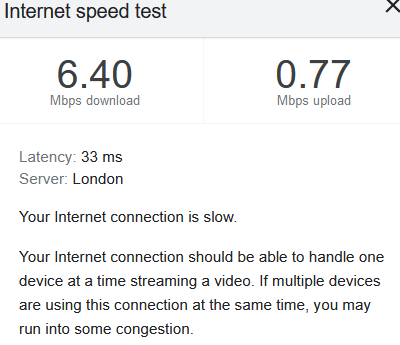 Internet speed test
6.40
Mbps download
0.77
Mbps upload
Latency: 33 ms
Server: London
Your Internet connection is slow.
Your Internet connection should be able to handle one
device at a time streaming a video. If multiple devices
are using this connection at the same time, you may
run into some congestion.